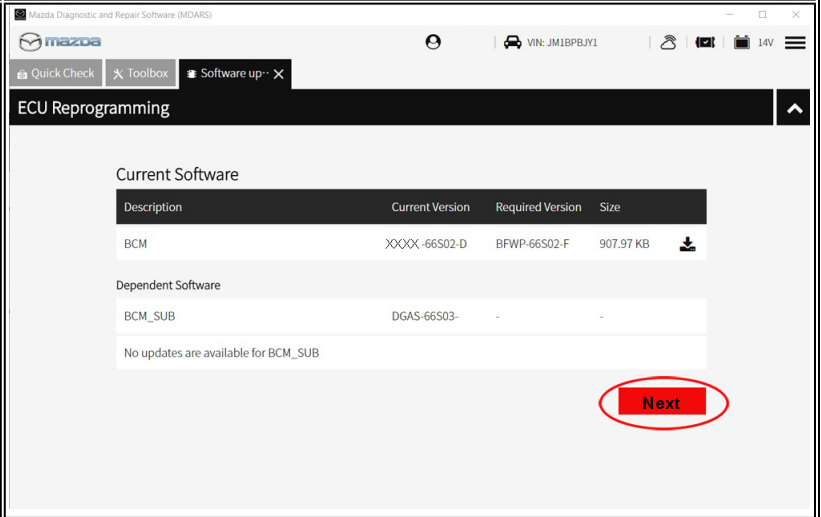 Mazda Diagnostic and Repair Software (MDARS)
mazda VIN: JM1BPBJY1 14V
Quick Check Toolbox Software up··
ECU Reprogramming
Current Software
Description Current Version Required Version Size
BCM XXXX -66S02-D BFWP-66S02-F 907.97 KB
Dependent Software
BCM_SUB DGAS-66S03- - -
No updates are available for BCM_SUB
Next